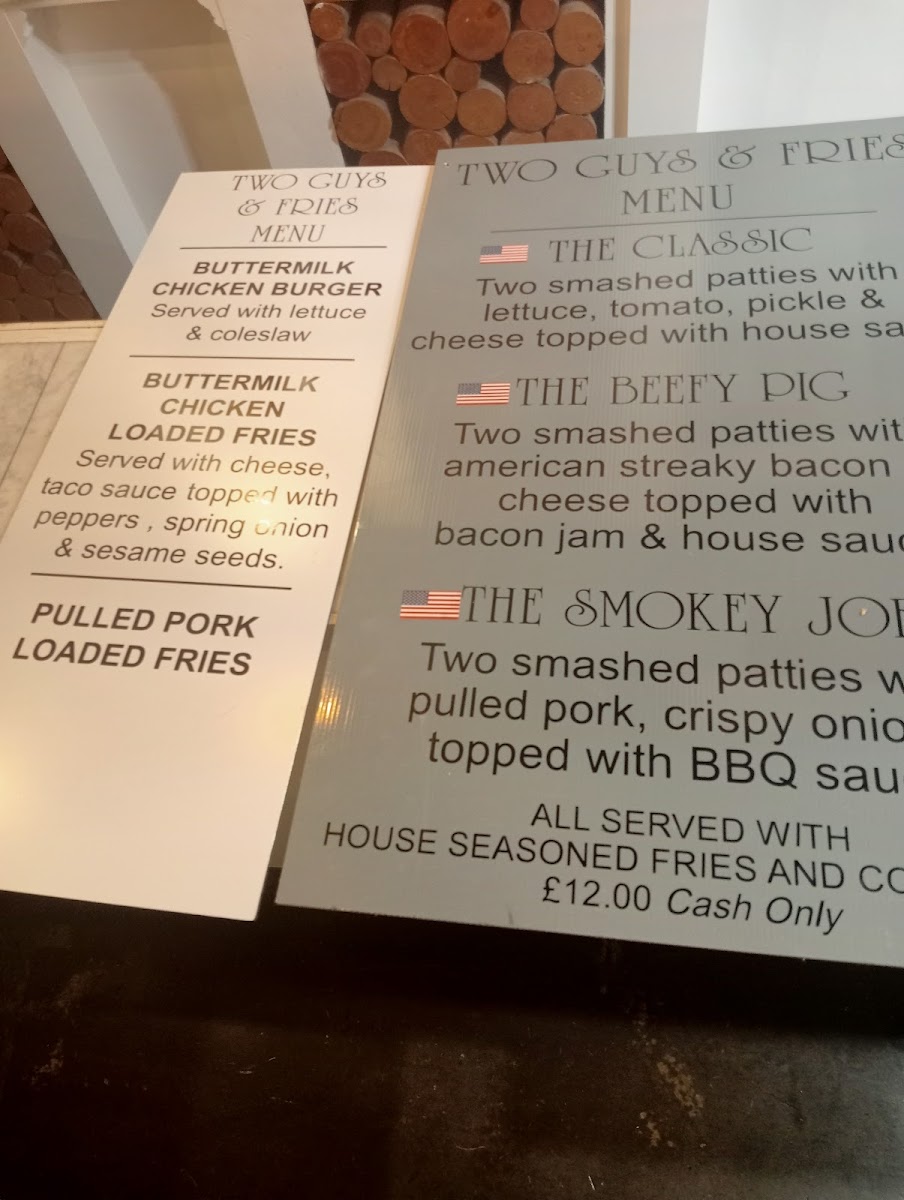 TWO GUYS
& FRIES
MENU
BUTTERMILK
CHICKEN BURGER
Served with lettuce
& coleslaw
BUTTERMILK
CHICKEN
LOADED FRIES
Served with cheese,
taco sauce topped with
peppers , spring onion
& sesame seeds.
PULLED PORK
LOADED FRIES
TWO GUYS & FRIES
MENU
THE CLASSIC
Two smashed patties with
lettuce, tomato, pickle &
cheese topped with house
THE BEEFY PIG
Two smashed patties
american streaky bacon
cheese topped with
bacon jam & house
THE SMOKEY JOE
Two smashed patties
pulled pork, crispy
topped with BBQ
ALL SERVED WITH
HOUSE SEASONED FRIES AND
£12.00 Cash Only